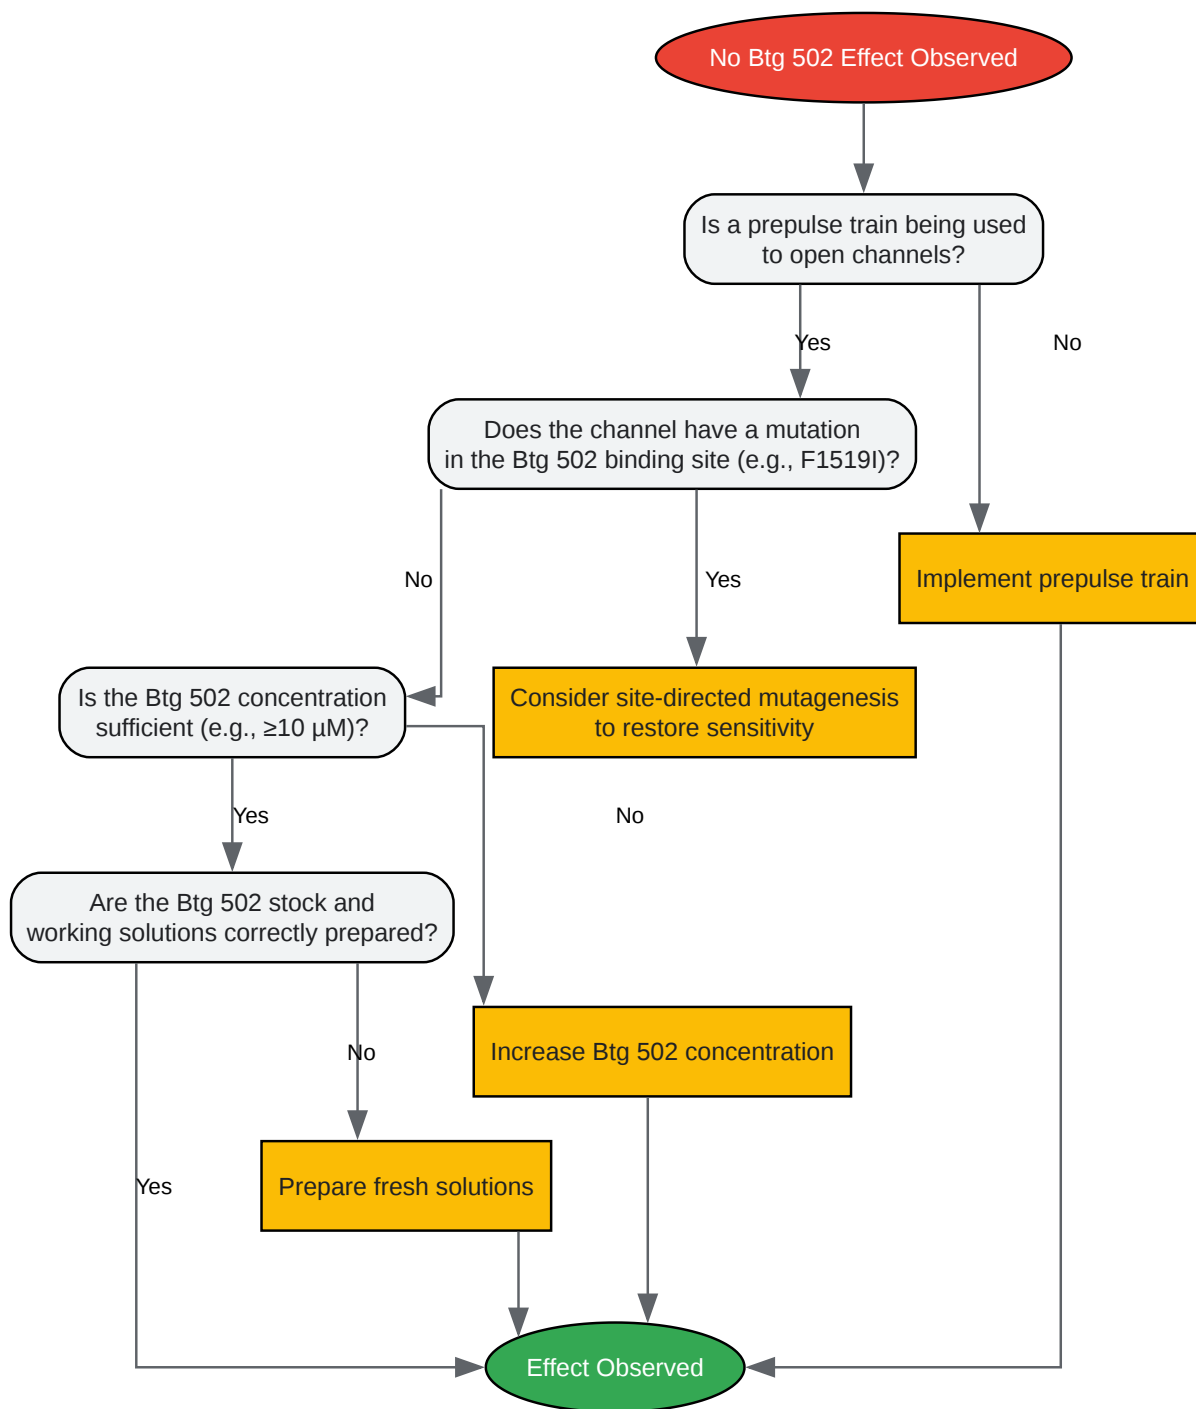 No Btg 502 Effect Observed
Is a prepulse train being used
to open channels?
Yes
No
Does the channel have a mutation
in the Btg 502 binding site (e.g., F1519I)?
No
Yes
Implement prepulse train
Is the Btg 502 concentration
sufficient (e.g., ≥10 µM)?
Consider site-directed mutagenesis
to restore sensitivity
Yes
No
Are the Btg 502 stock and
working solutions correctly prepared?
No
Increase Btg 502 concentration
Yes
Prepare fresh solutions
Effect Observed